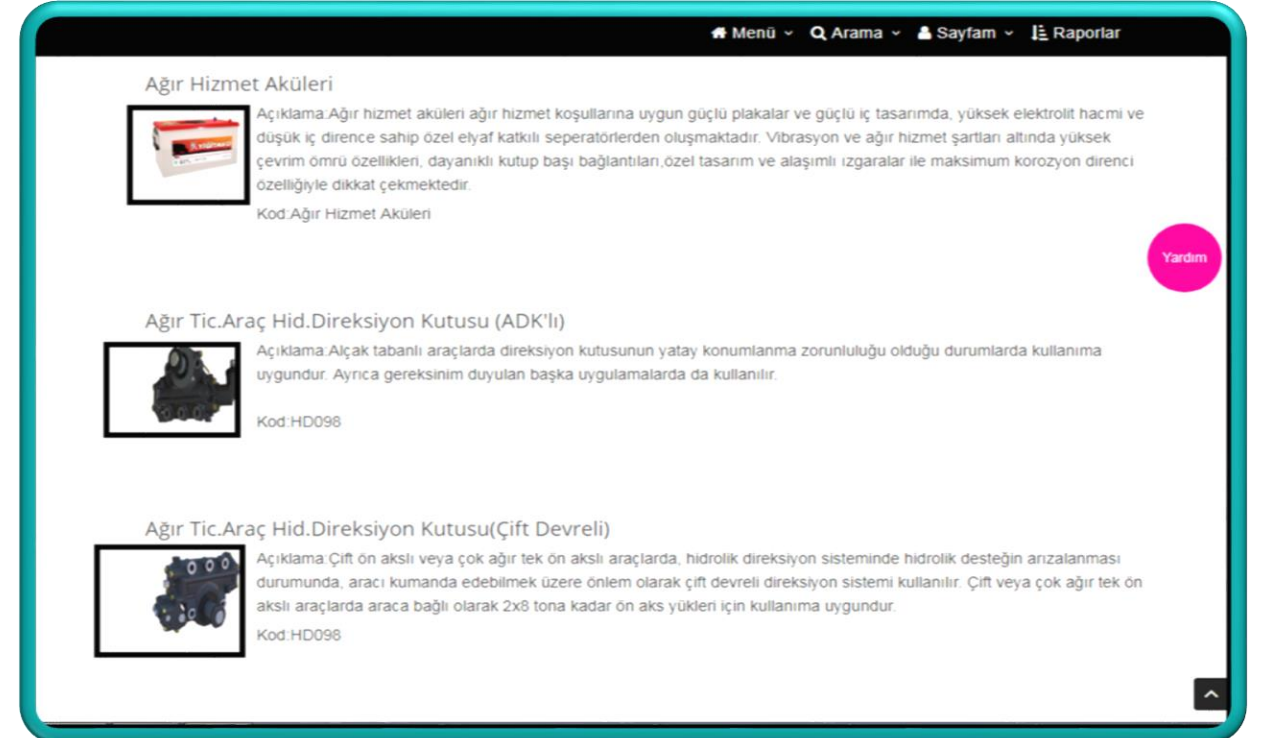 Menü Arama Sayfam Raporlar
Ağır Hizmet Aküleri
Açıklama:Ağır hizmet aküleri ağır hizmet koşullarına uygun güçlü plakalar ve güçlü iç tasarımda, yüksek elektrolit hacmi ve
düşük iç dirence sahip özel elyaf katkılı seperatörlerden oluşmaktadır. Vibrasyon ve ağır hizmet şartları altında yüksek
çevrim ömrü özellikleri, dayanıklı kutup başı bağlantıları,özel tasarım ve alaşımlı ızgaralar ile maksimum korozyon direnci
özelliğiyle dikkat çekmektedir.
Kod:Ağır Hizmet Aküleri
Yardım
Ağır Tic.Araç Hid.Direksiyon Kutusu (ADK'lı)
Açıklama:Alçak tabanlı araçlarda direksiyon kutusunun yatay konumlanma zorunluluğu olduğu durumlarda kullanıma
uygundur. Ayrıca gereksinim duyulan başka uygulamalarda da kullanılır.
Kod:HD098
Ağır Tic.Araç Hid.Direksiyon Kutusu(Çift Devreli)
Açıklama:Çift ön akslı veya çok ağır tek ön akslı araçlarda, hidrolik direksiyon sisteminde hidrolik desteğin arızalanması
durumunda, aracı kumanda edebilmek üzere önlem olarak çift devreli direksiyon sistemi kullanılır. Çift veya çok ağır tek ön
akslı araçlarda araca bağlı olarak 2x8 tona kadar ön aks yükleri için kullanıma uygundur.
Kod:HD098